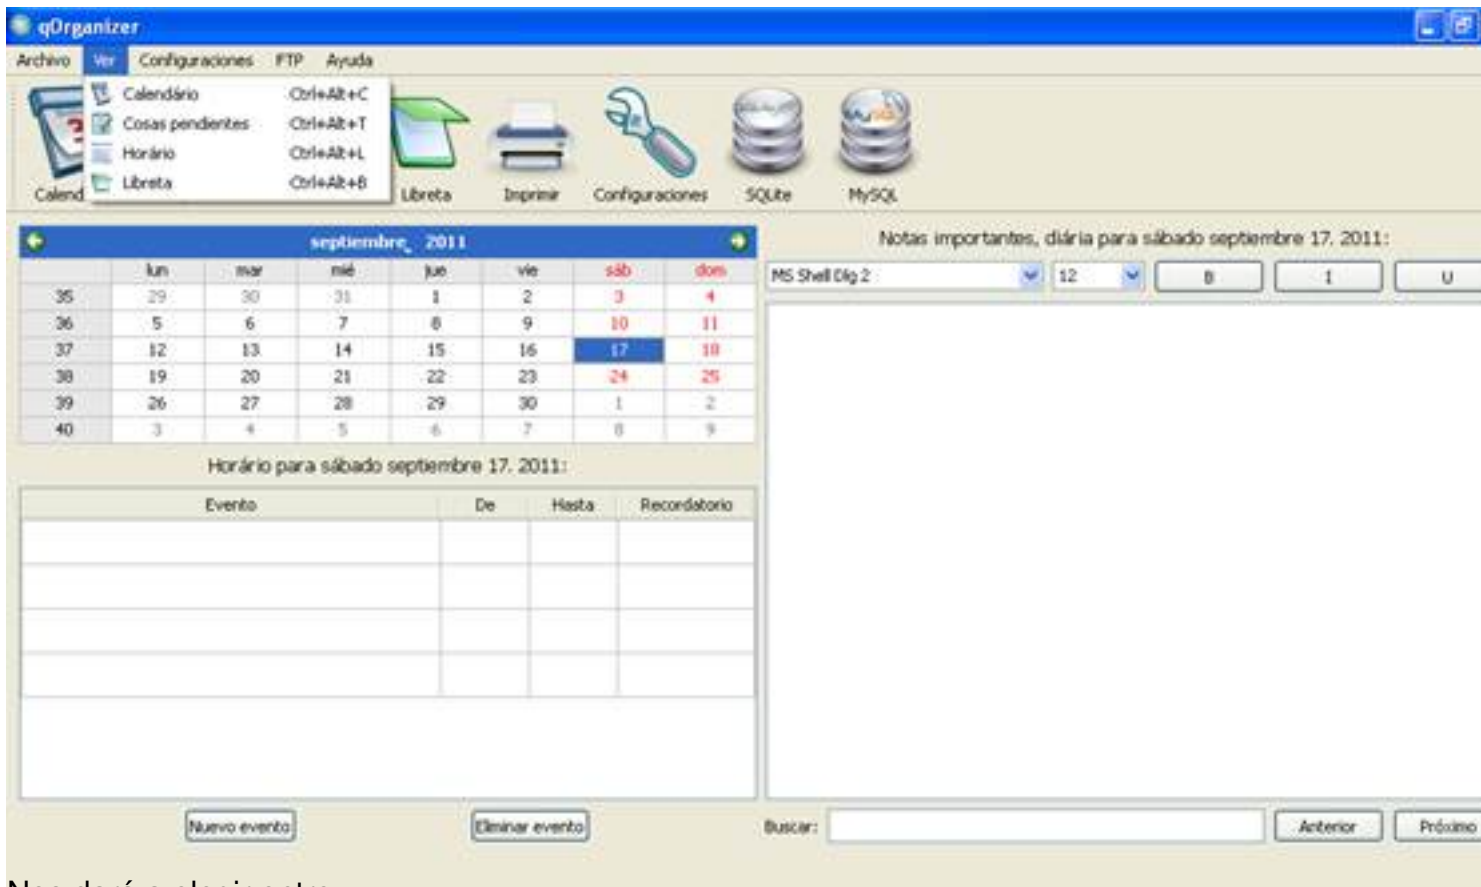 qOrganizer
Archivo Ver Configuraciones FTP Ayuda
Calendário Ctrl+Alt+C
Cosas pendientes Ctrl+Alt+T
Horário Ctrl+Alt+L
Libreta Ctrl+Alt+B
Calend Libreta Imprimir Configuraciones SQLite MySQL
septiembre, 2011
lun mar mié jue vie sáb dom
35 29 30 31 1 2 3 4
36 5 6 7 8 9 10 11
37 12 13 14 15 16 17 18
38 19 20 21 22 23 24 25
39 26 27 28 29 30 1 2
40 3 4 5 6 7 8 9
Horário para sábado septiembre 17. 2011:
Evento De Hasta Recordatorio
Nuevo evento Eliminar evento
Notas importantes, diária para sábado septiembre 17. 2011:
MS Shell Dlg 2 12 B I U
Buscar: Anterior Próximo